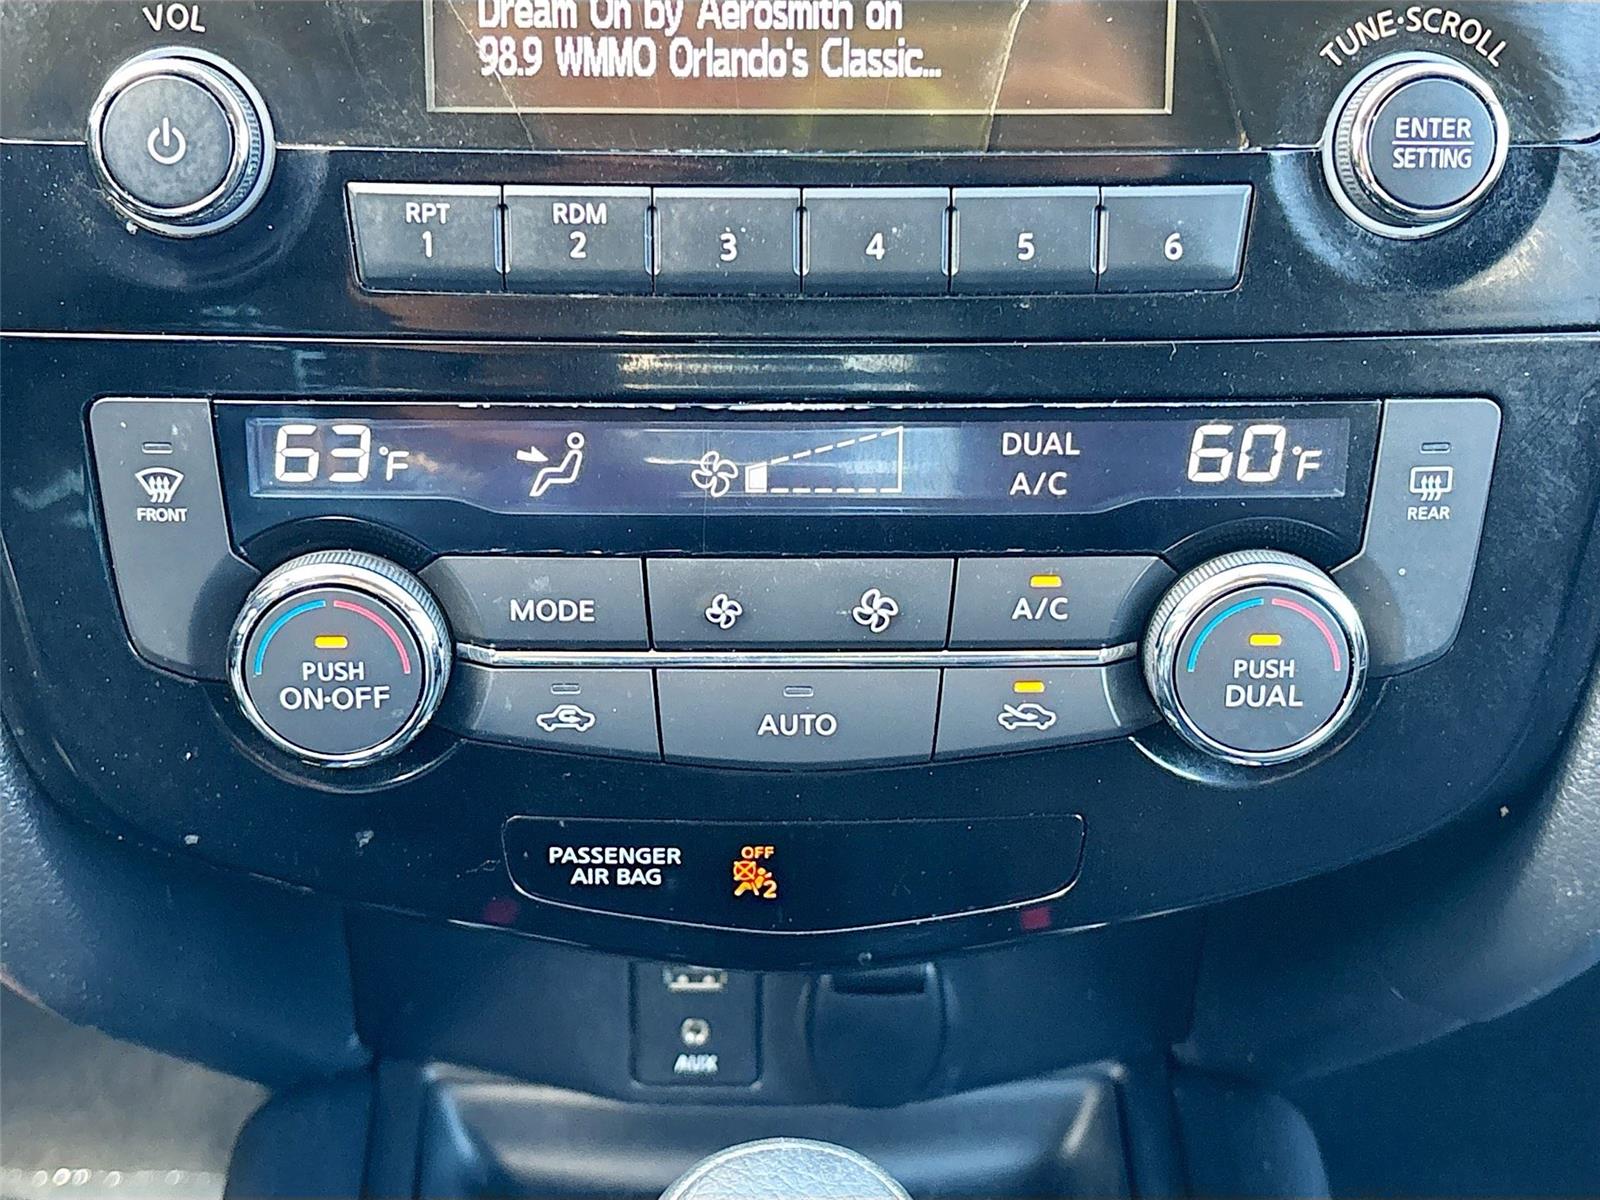 Dream On by Aerosmith on
98.9 WMMO Orlando's Classic...
VOL
TUNE·SCROLL
ENTER
SETTING
RPT
1
RDM
2
3
4
5
6
63°F
DUAL
A/C
60°F
FRONT
REAR
MODE
A/C
PUSH
ON·OFF
AUTO
PUSH
DUAL
PASSENGER
AIR BAG
OFF
2
AUX